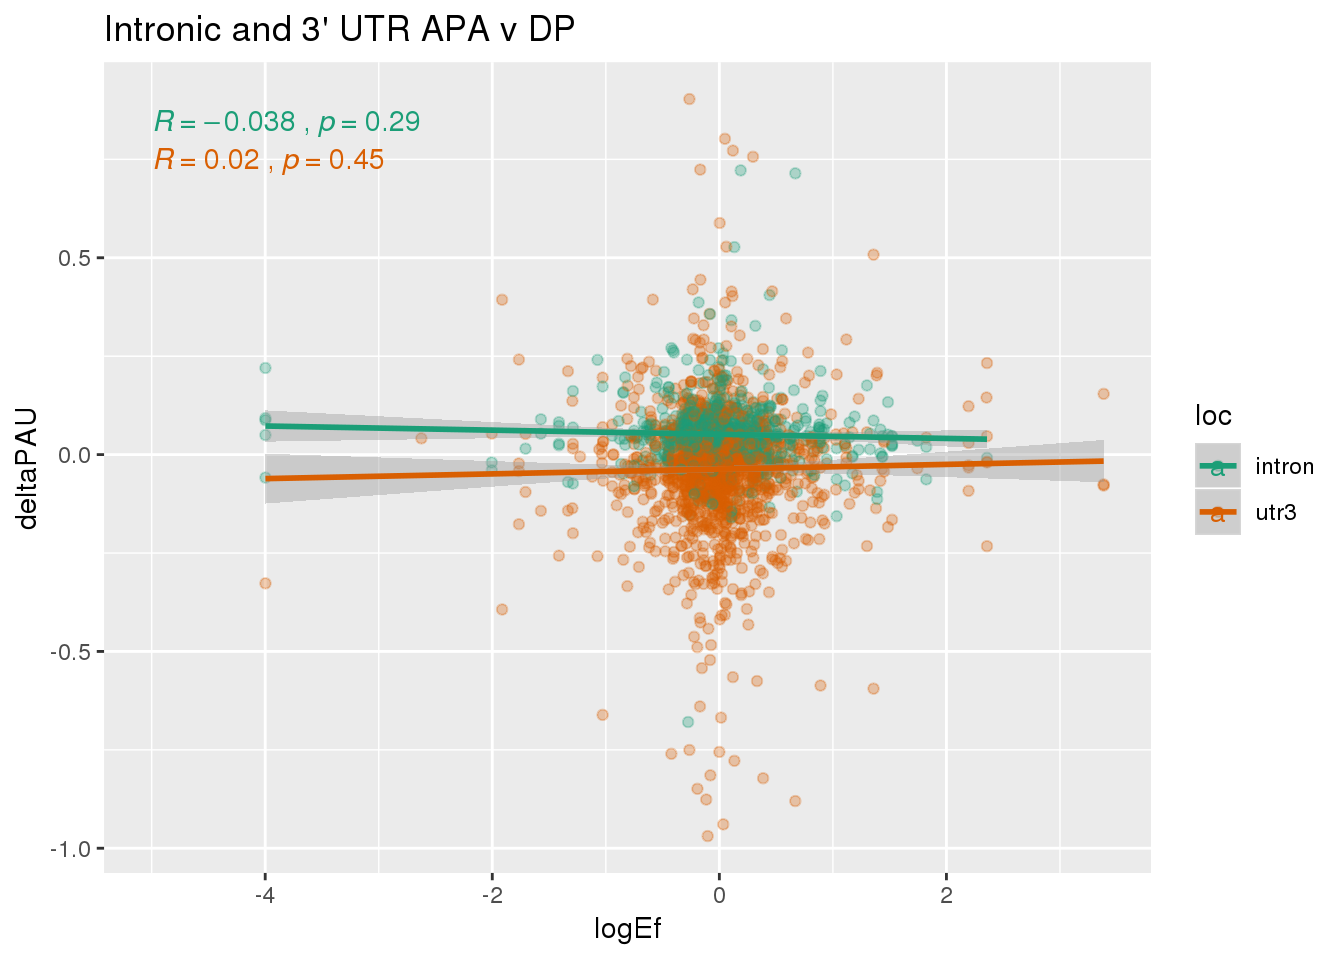 Intronic and 3' UTR APA v DP
R = −0.038 , p = 0.29
R = 0.02 , p = 0.45
0.5
0.0
-0.5
-1.0
deltaPAU
-4
-2
0
2
logEf
loc
a intron
a utr3